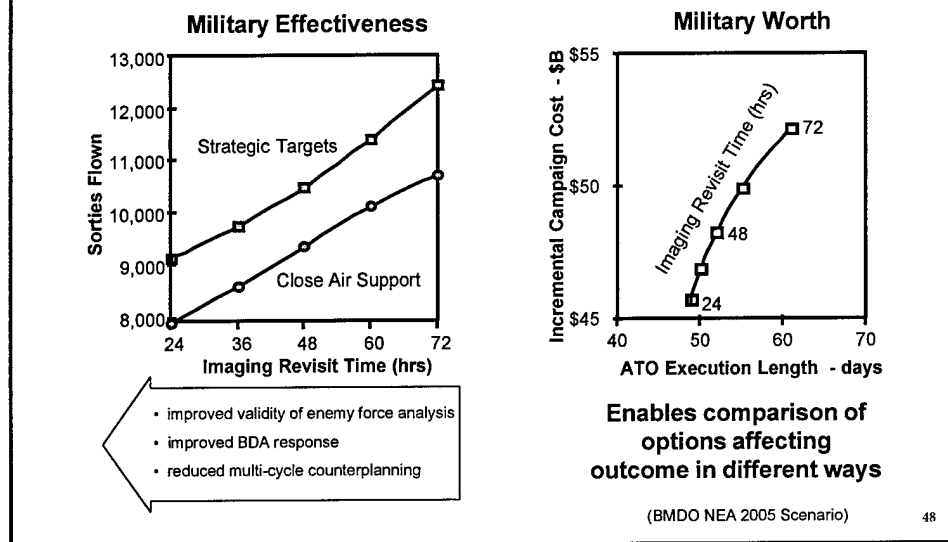 Military Effectiveness
13,000
12,000
11,000
10,000
9,000
8,000
Sorties Flown
Strategic Targets
Close Air Support
24 36 48 60 72
Imaging Revisit Time (hrs)
• improved validity of enemy force analysis
• improved BDA response
• reduced multi-cycle counterplanning
Military Worth
$55
$50
$45
Incremental Campaign Cost - $B
Imaging Revisit Time (hrs)
72
48
24
40 50 60 70
ATO Execution Length - days
Enables comparison of
options affecting
outcome in different ways
(BMDO NEA 2005 Scenario)
48